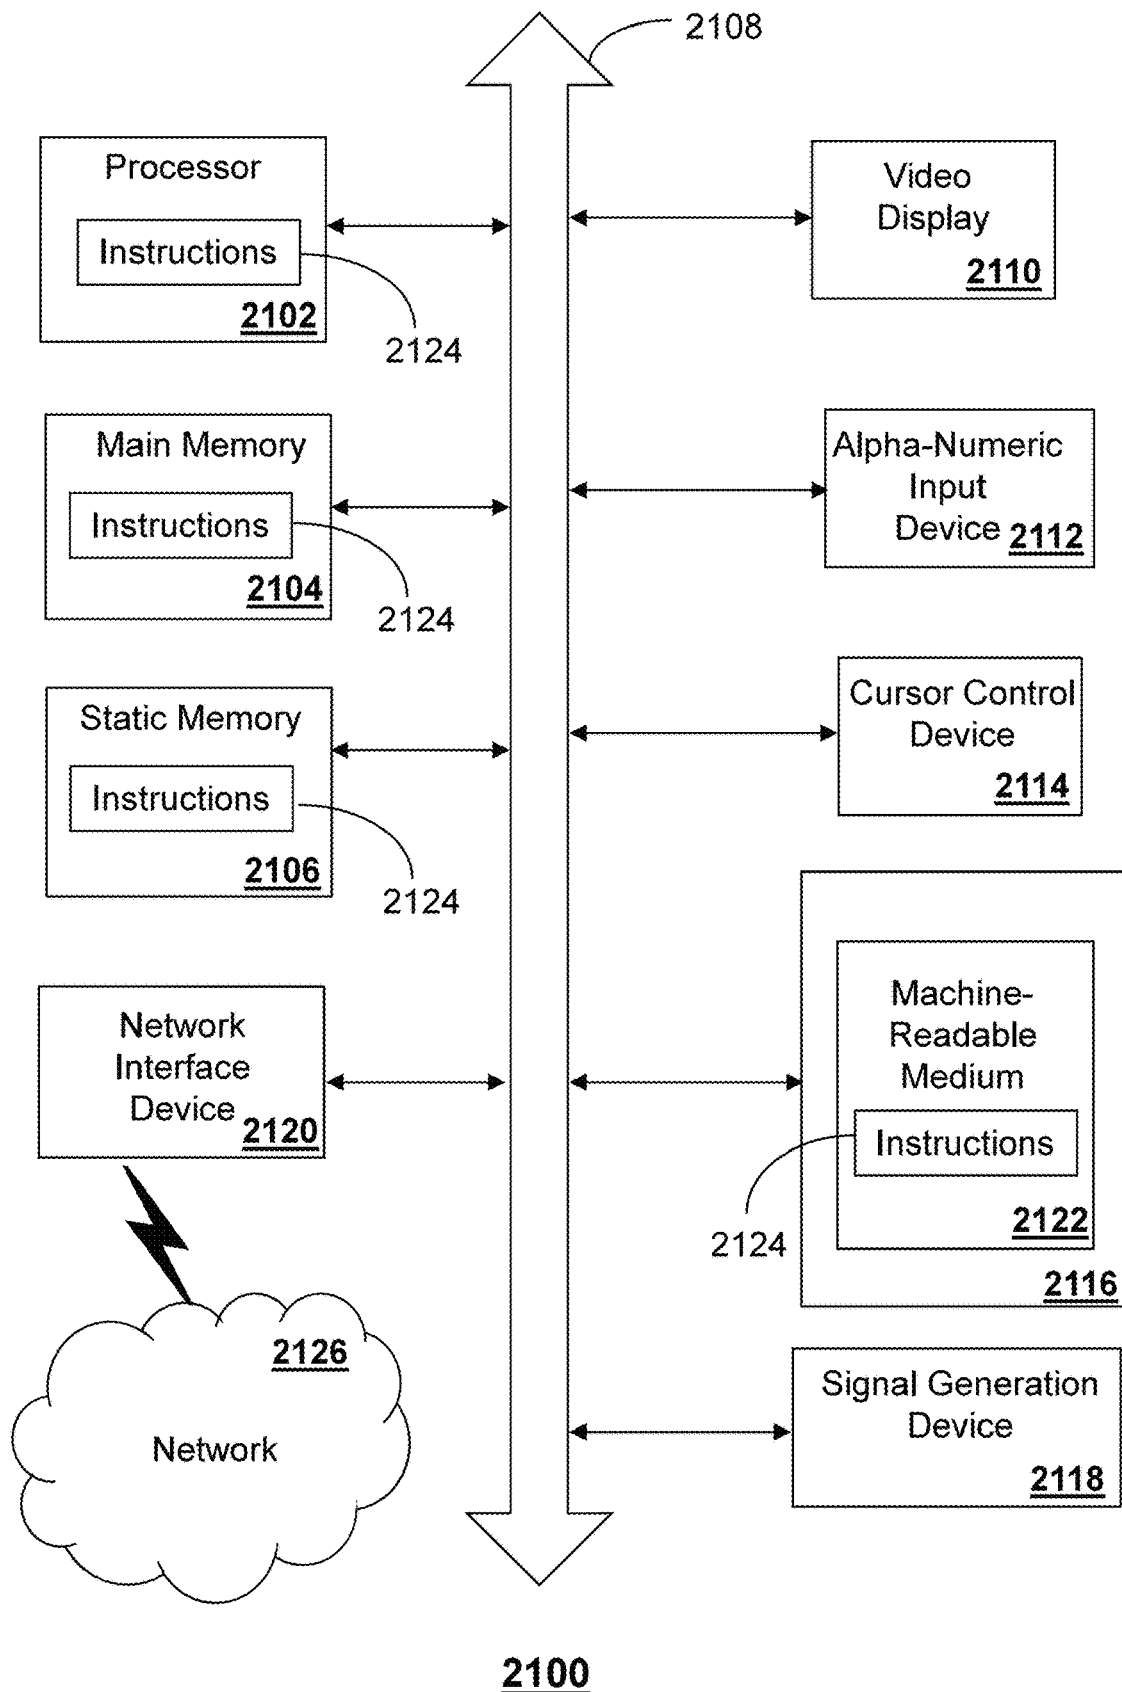 2108
Processor
Instructions
2102
2124
Main Memory
Instructions
2104
2124
Static Memory
Instructions
2106
2124
Network
Interface
Device
2120
2126
Network
Video
Display
2110
Alpha-Numeric
Input
Device
2112
Cursor Control
Device
2114
Machine-
Readable
Medium
Instructions
2124
2122
2116
Signal Generation
Device
2118
2100